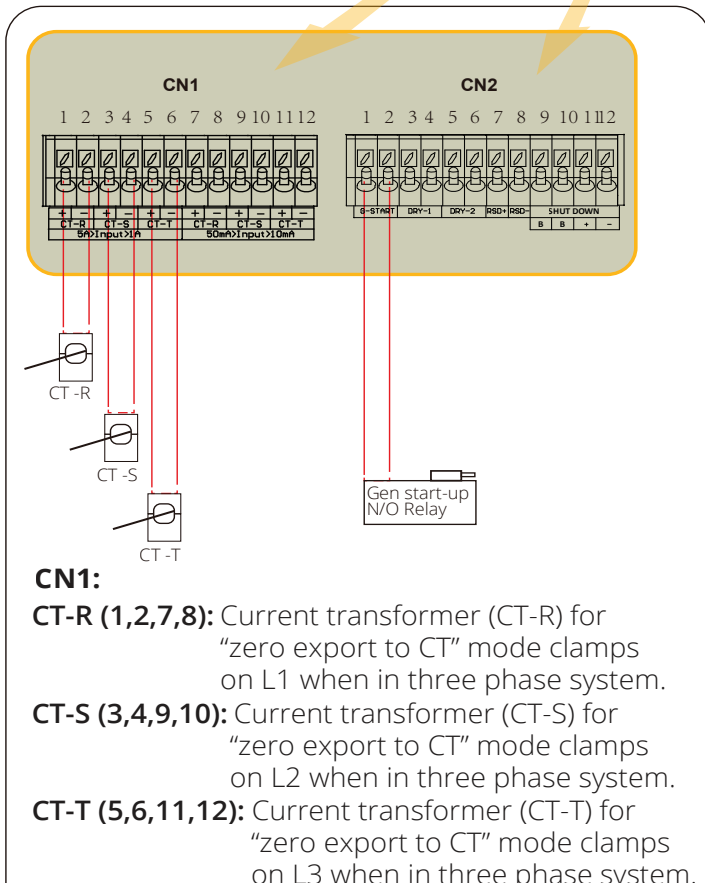 CN1 CN2
1 2 3 4 5 6 7 8 9 10 11 12 1 2 3 4 5 6 7 8 9 10 11 12
+ - + - + - + - + - + - G-START DRY-1 DRY-2 RSD+ RSD- SHUT DOWN
CT-R CT-S CT-T CT-R CT-S CT-T B B + -
5A>Input>1A 50mA>Input>10mA
CT -R
CT -S
Gen start-up
N/O Relay
CT -T
CN1:
CT-R (1,2,7,8): Current transformer (CT-R) for
“zero export to CT” mode clamps
on L1 when in three phase system.
CT-S (3,4,9,10): Current transformer (CT-S) for
“zero export to CT” mode clamps
on L2 when in three phase system.
CT-T (5,6,11,12): Current transformer (CT-T) for
“zero export to CT” mode clamps
on L3 when in three phase system.